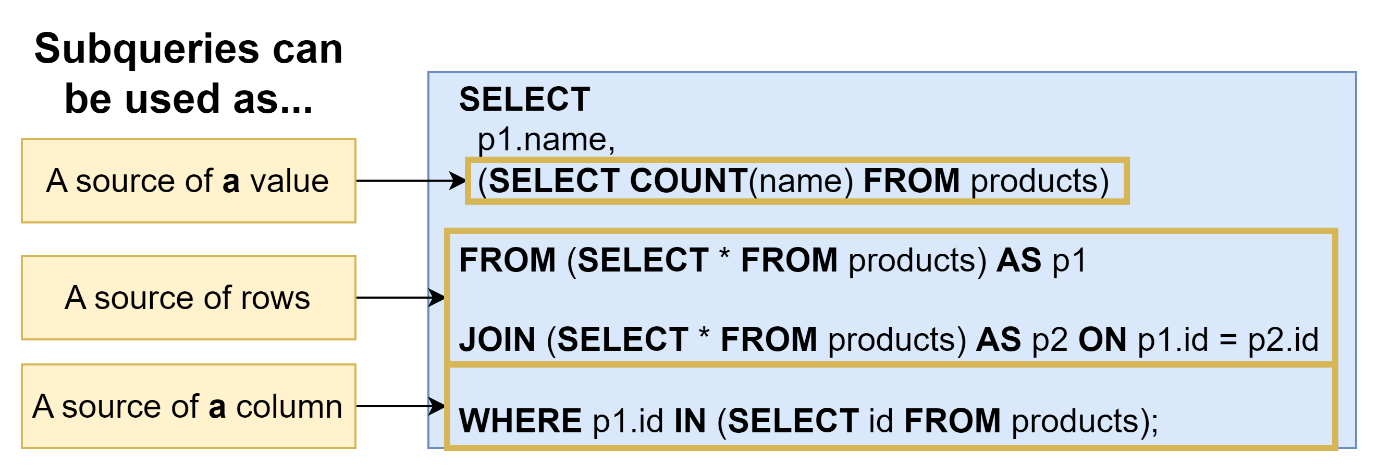 Subqueries can
be used as...
A source of a value
A source of rows
A source of a column
SELECT
p1.name,
(SELECT COUNT(name) FROM products)
FROM (SELECT * FROM products) AS p1
JOIN (SELECT * FROM products) AS p2 ON p1.id = p2.id
WHERE p1.id IN (SELECT id FROM products);